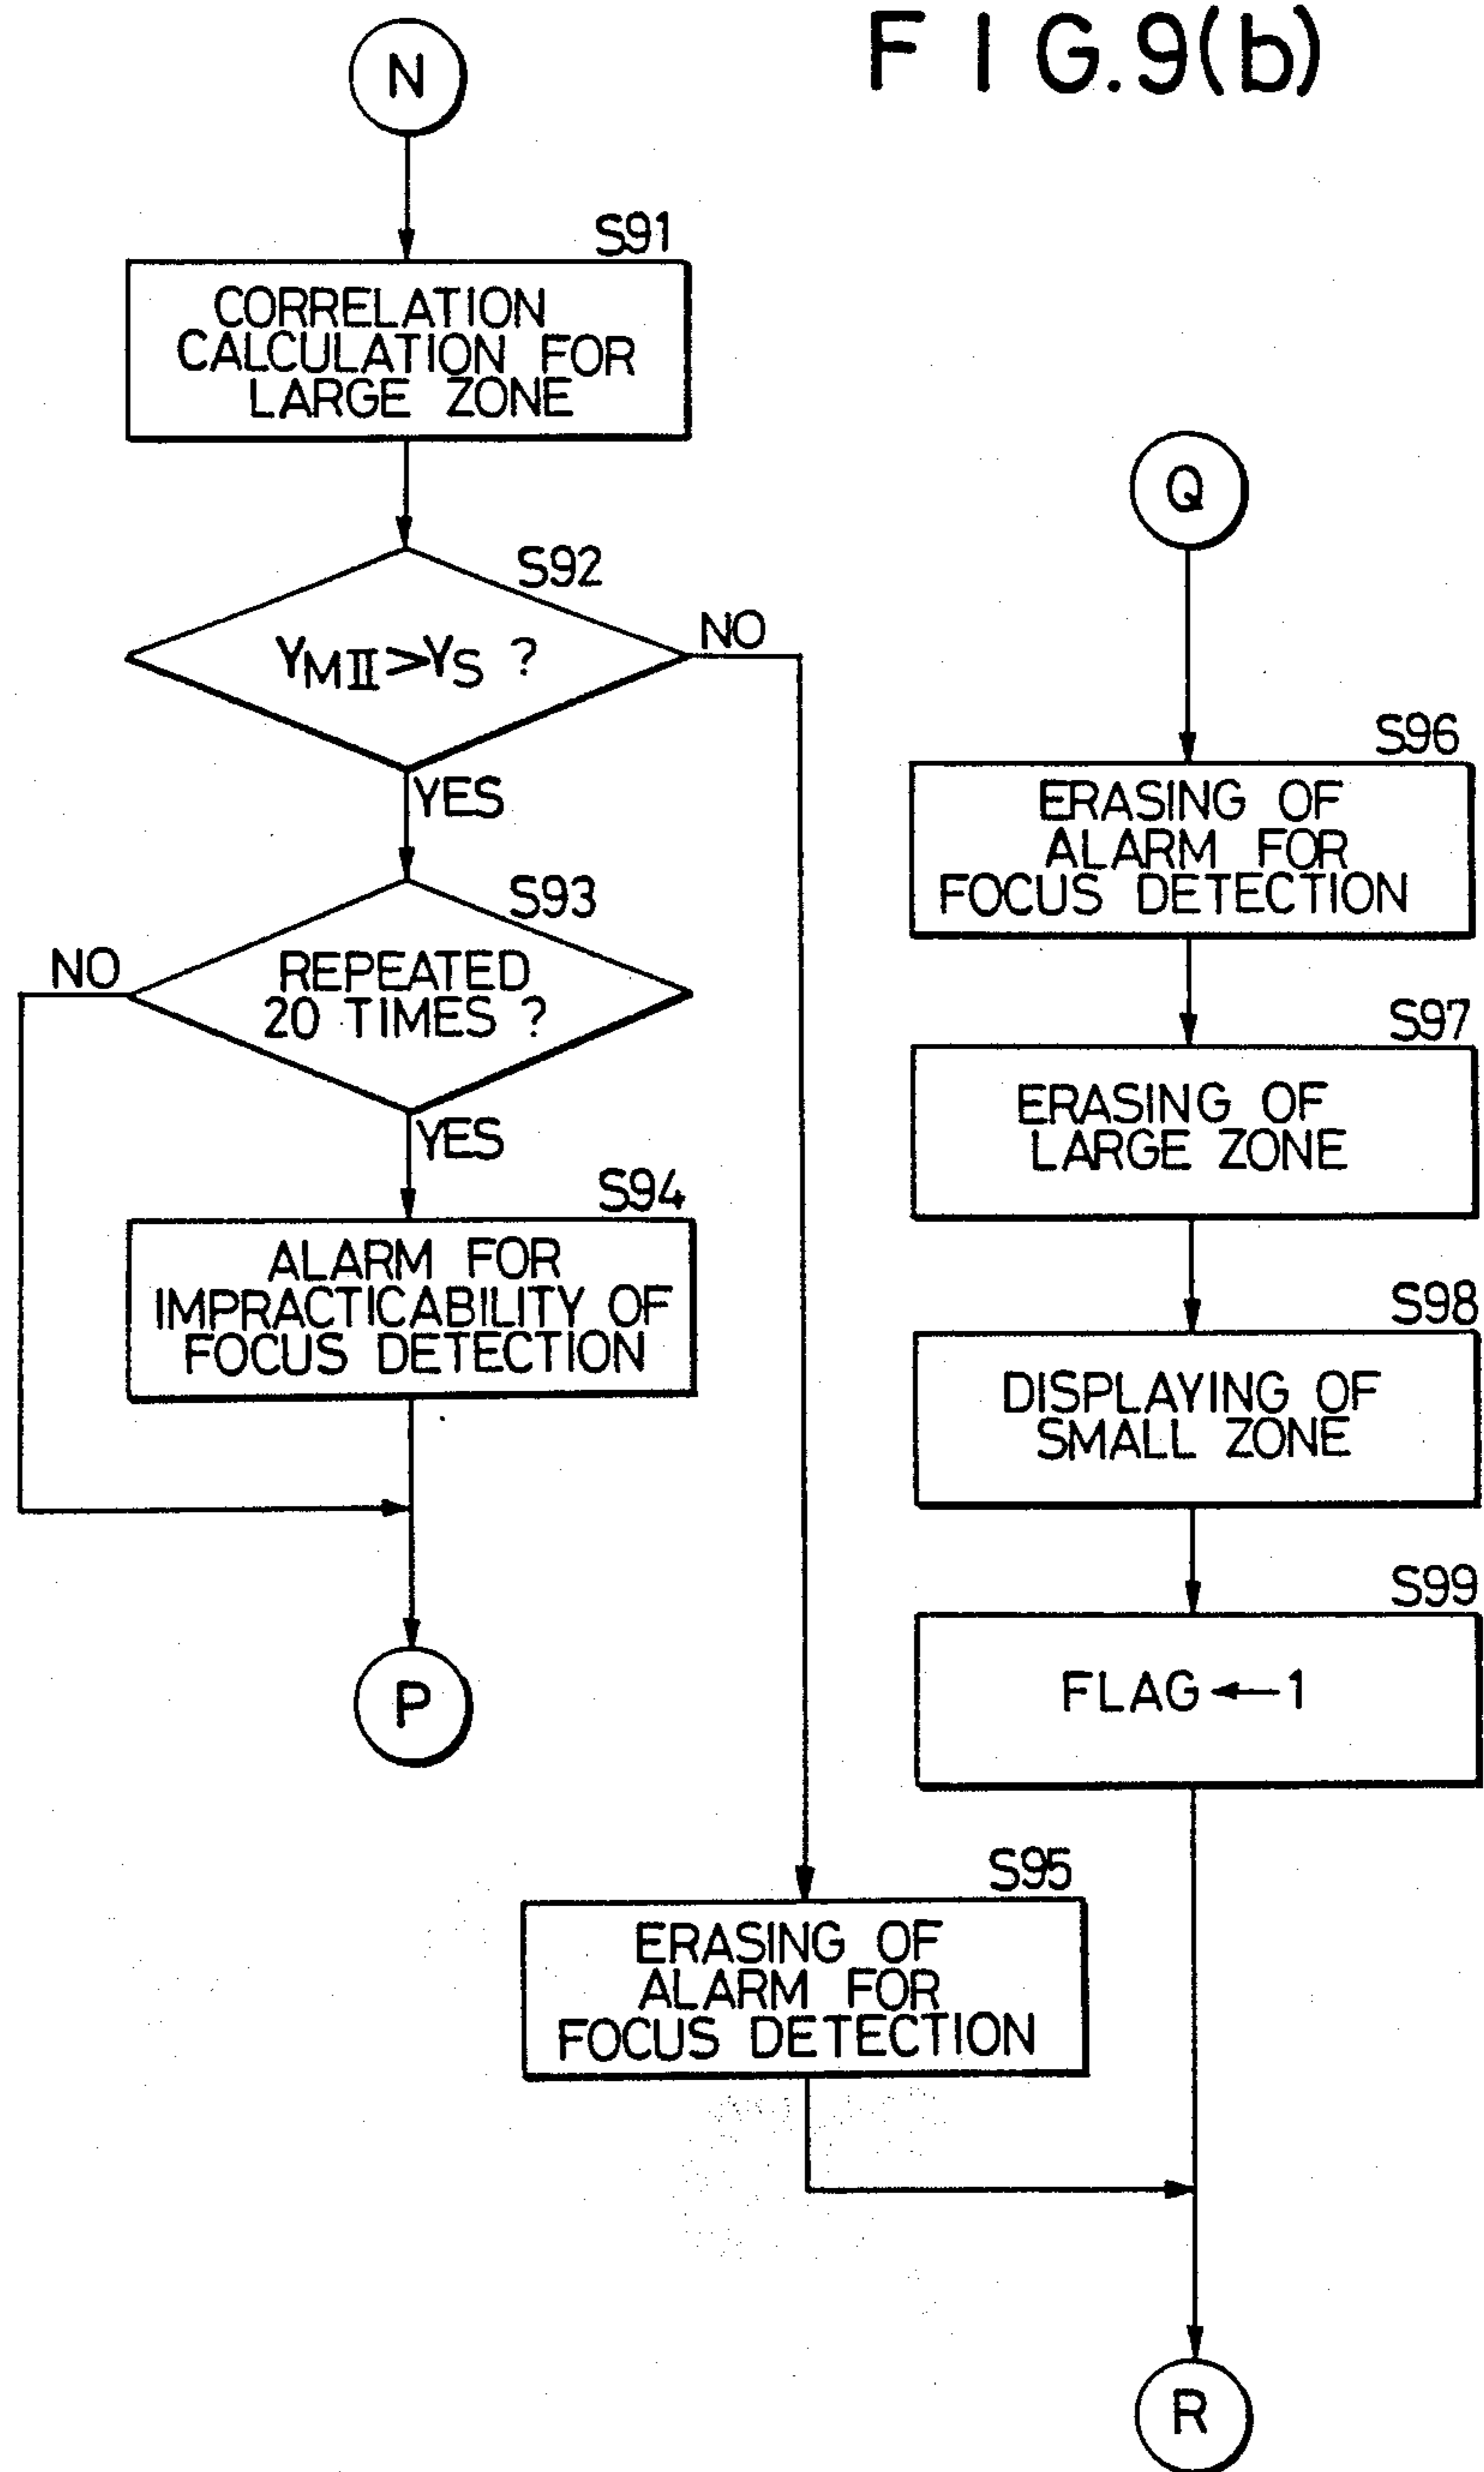 F I G.9(b)
N
S91
CORRELATION
CALCULATION FOR
LARGE ZONE
S92
YMII>YS ?
NO
YES
S93
REPEATED
20 TIMES ?
NO
YES
S94
ALARM FOR
IMPRACTICABILITY OF
FOCUS DETECTION
P
S95
ERASING OF
ALARM FOR
FOCUS DETECTION
Q
S96
ERASING OF
ALARM FOR
FOCUS DETECTION
S97
ERASING OF
LARGE ZONE
S98
DISPLAYING OF
SMALL ZONE
S99
FLAG←1
R